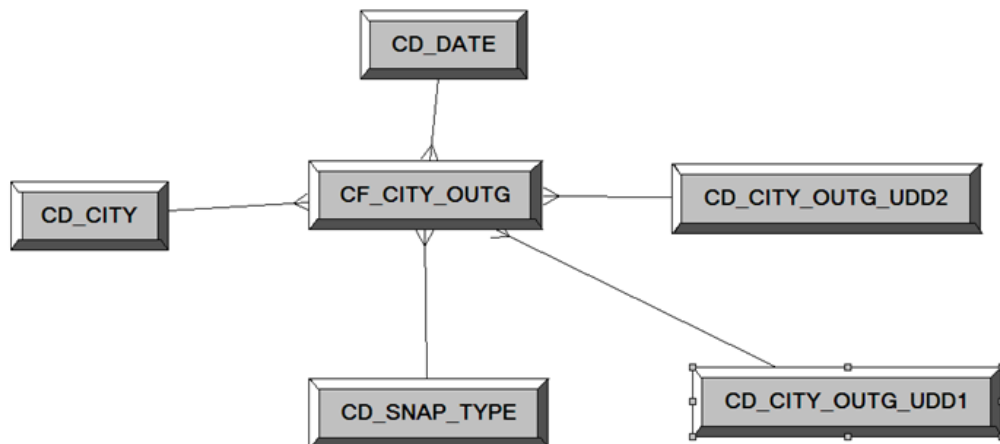 CD_DATE
CD_CITY
CF_CITY_OUTG
CD_CITY_OUTG_UDD2
CD_SNAP_TYPE
CD_CITY_OUTG_UDD1